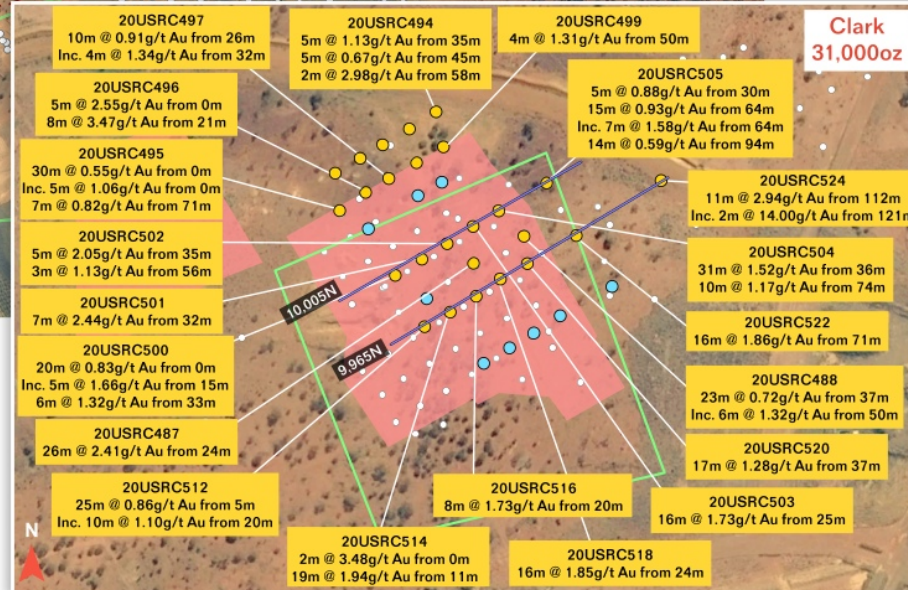 20USRC497
10m @ 0.91g/t Au from 26m
Inc. 4m @ 1.34g/t Au from 32m
20USRC494
5m @ 1.13g/t Au from 35m
5m @ 0.67g/t Au from 45m
2m @ 2.98g/t Au from 58m
20USRC499
4m @ 1.31g/t Au from 50m
Clark
31,000oz
20USRC496
5m @ 2.55g/t Au from 0m
8m @ 3.47g/t Au from 21m
20USRC505
5m @ 0.88g/t Au from 30m
15m @ 0.93g/t Au from 64m
Inc. 7m @ 1.58g/t Au from 64m
14m @ 0.59g/t Au from 94m
20USRC495
30m @ 0.55g/t Au from 0m
Inc. 5m @ 1.06g/t Au from 0m
7m @ 0.82g/t Au from 71m
20USRC524
11m @ 2.94g/t Au from 112m
Inc. 2m @ 14.00g/t Au from 121m
20USRC502
5m @ 2.05g/t Au from 35m
3m @ 1.13g/t Au from 56m
20USRC504
31m @ 1.52g/t Au from 36m
10m @ 1.17g/t Au from 74m
20USRC501
7m @ 2.44g/t Au from 32m
10,005N
20USRC522
16m @ 1.86g/t Au from 71m
20USRC500
20m @ 0.83g/t Au from 0m
Inc. 5m @ 1.66g/t Au from 15m
6m @ 1.32g/t Au from 33m
9,965N
20USRC488
23m @ 0.72g/t Au from 37m
Inc. 6m @ 1.32g/t Au from 50m
20USRC487
26m @ 2.41g/t Au from 24m
20USRC520
17m @ 1.28g/t Au from 37m
20USRC512
25m @ 0.86g/t Au from 5m
Inc. 10m @ 1.10g/t Au from 20m
20USRC516
8m @ 1.73g/t Au from 20m
20USRC503
16m @ 1.73g/t Au from 25m
N
20USRC514
2m @ 3.48g/t Au from 0m
19m @ 1.94g/t Au from 11m
20USRC518
16m @ 1.85g/t Au from 24m